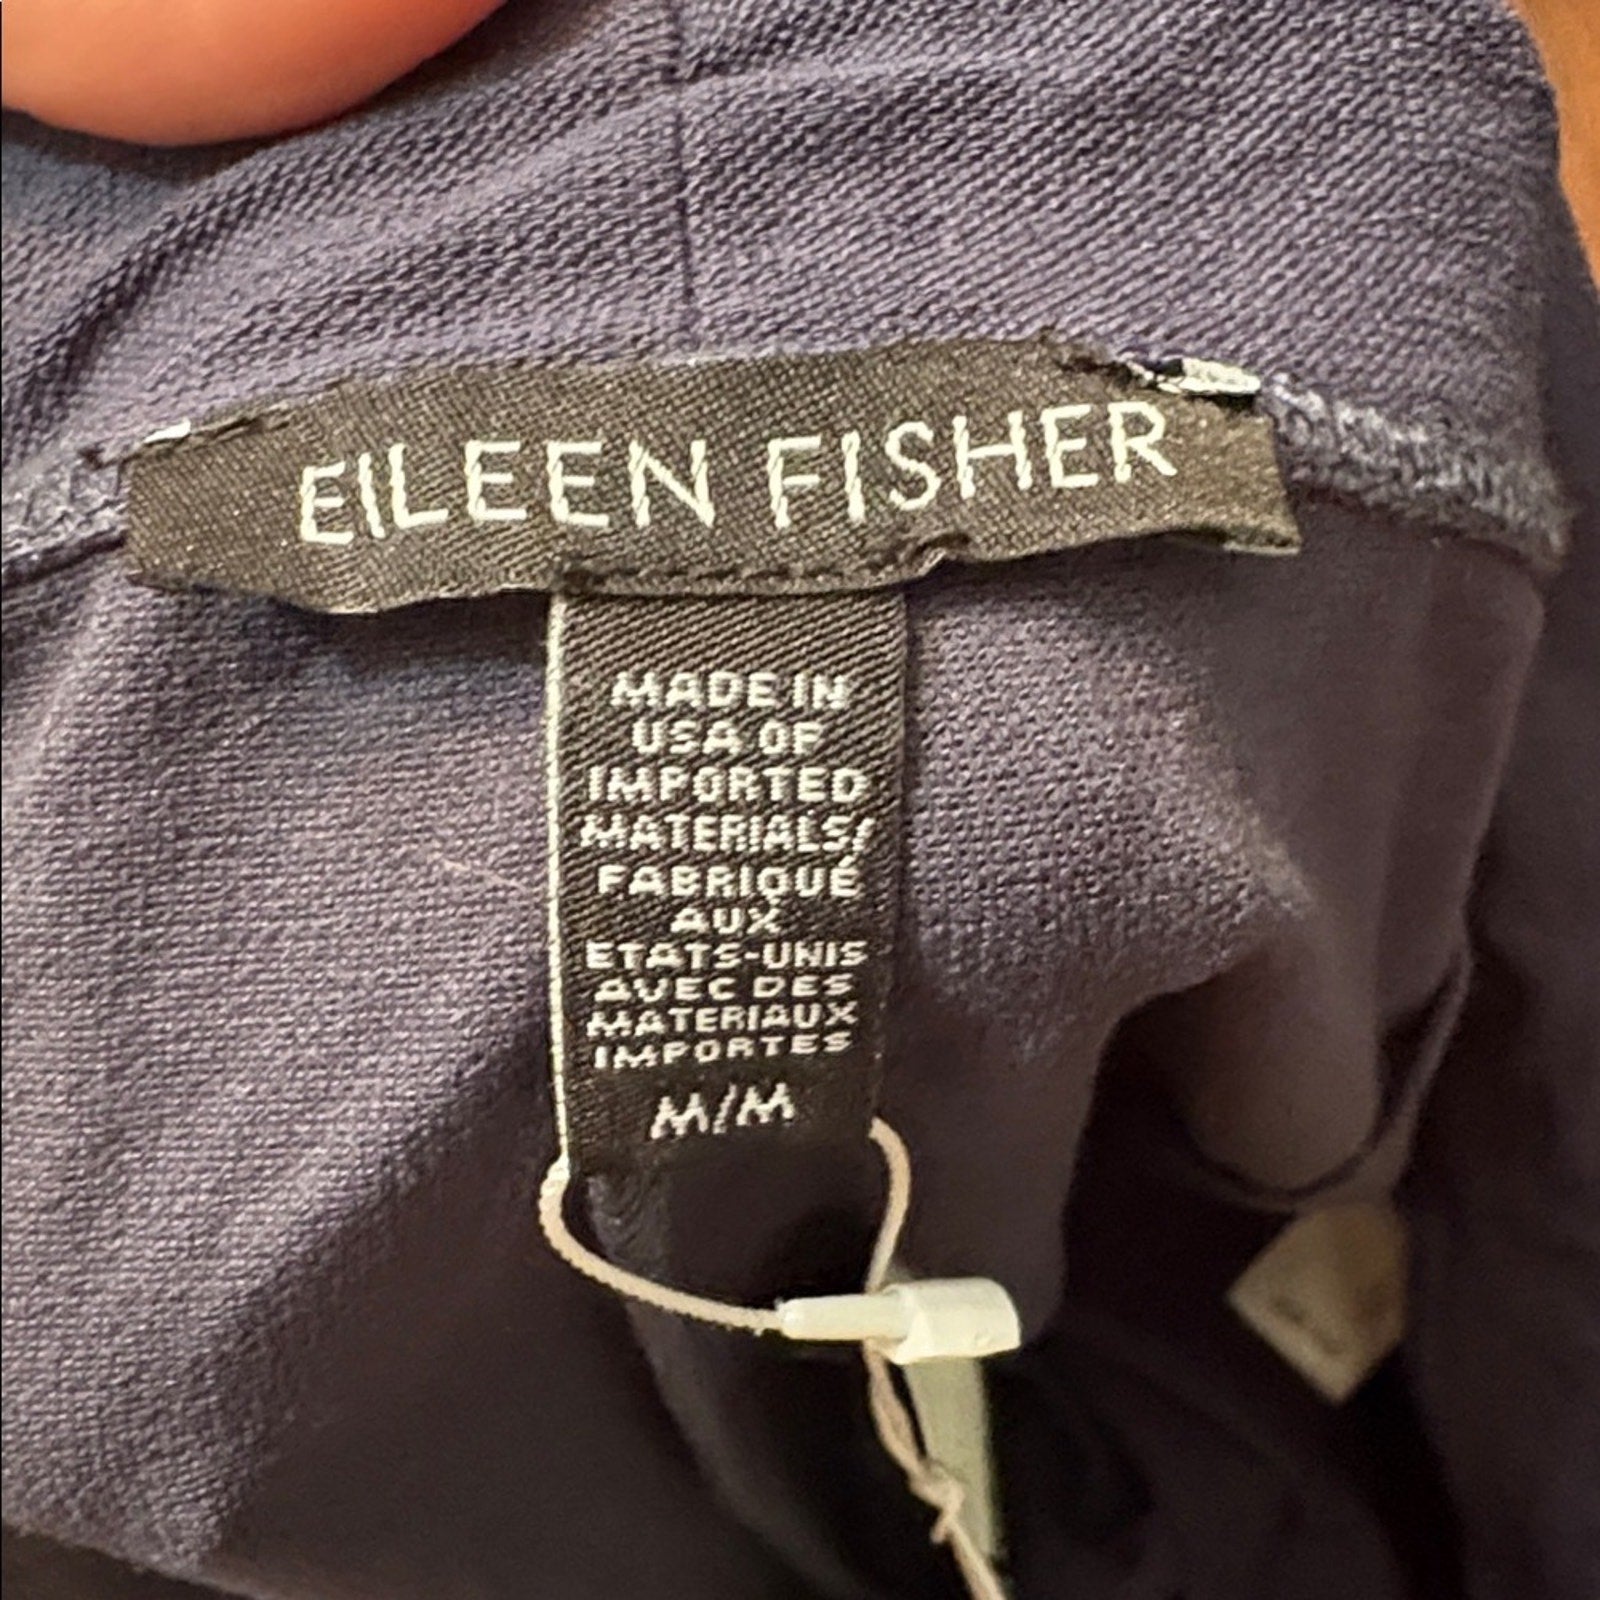 EILEEN FISHER
MADE IN
USA OF
IMPORTED
MATERIALS/
FABRIQUÉ
AUX
ETATS-UNIS
AVEC DES
MATERIAUX
IMPORTES
M/M